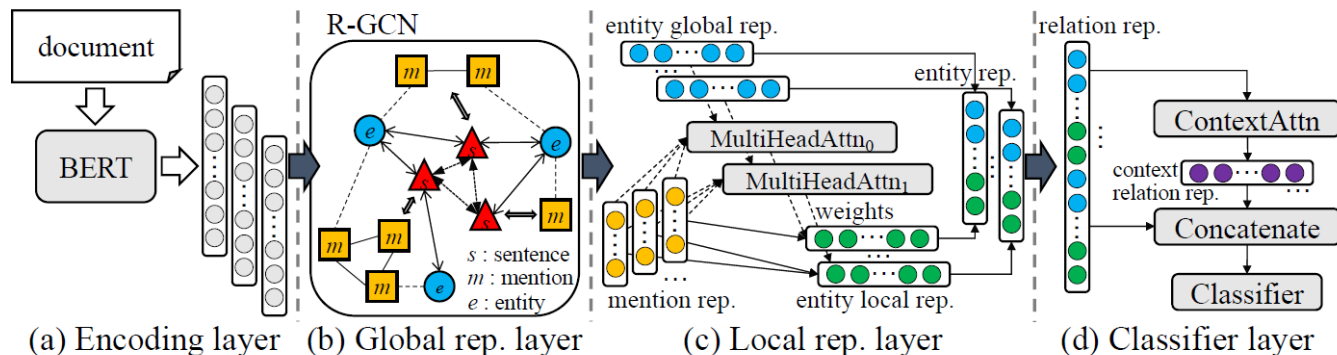 document
BERT
(a) Encoding layer
R-GCN
m
m
e
e
s
s
s
m
m
m
m
e
s : sentence
m : mention
e : entity
(b) Global rep. layer
entity global rep.
entity rep.
MultiHeadAttn0
MultiHeadAttn1
weights
mention rep.
entity local rep.
(c) Local rep. layer
relation rep.
ContextAttn
context
relation rep.
Concatenate
Classifier
(d) Classifier layer